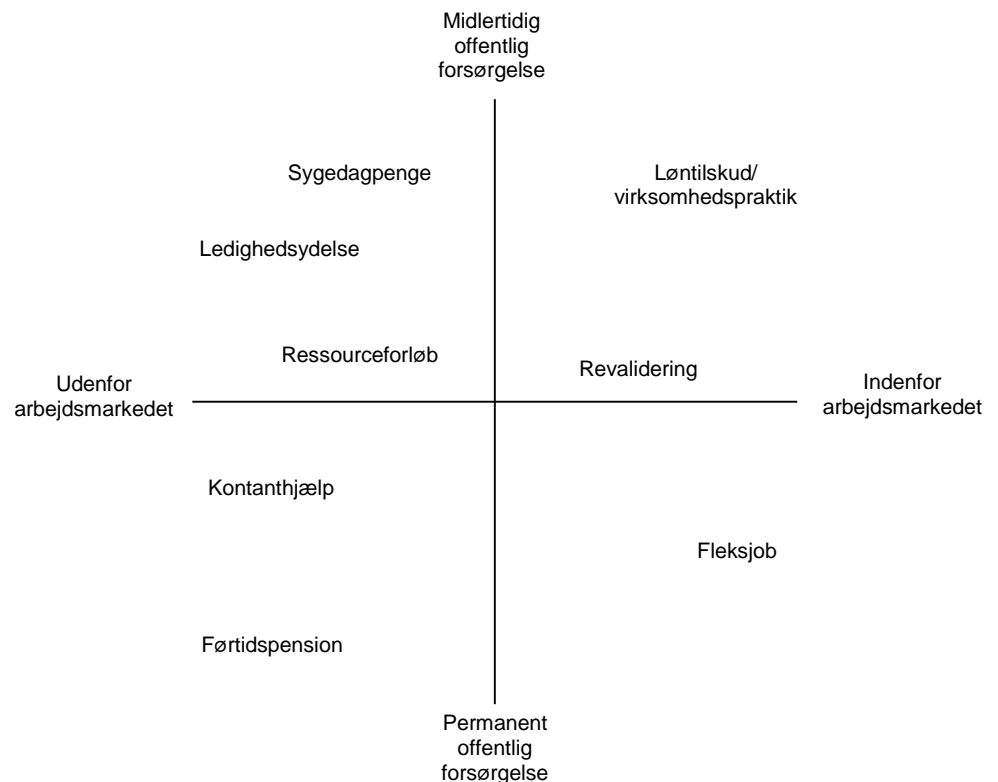 Midlertidig
offentlig
forsørgelse
Sygedagpenge
Løntilskud/
virksomhedspraktik
Ledighedsydelse
Ressourceforløb
Revalidering
Udenfor
arbejdsmarkedet
Indenfor
arbejdsmarkedet
Kontanthjælp
Fleksjob
Førtidspension
Permanent
offentlig
forsørgelse